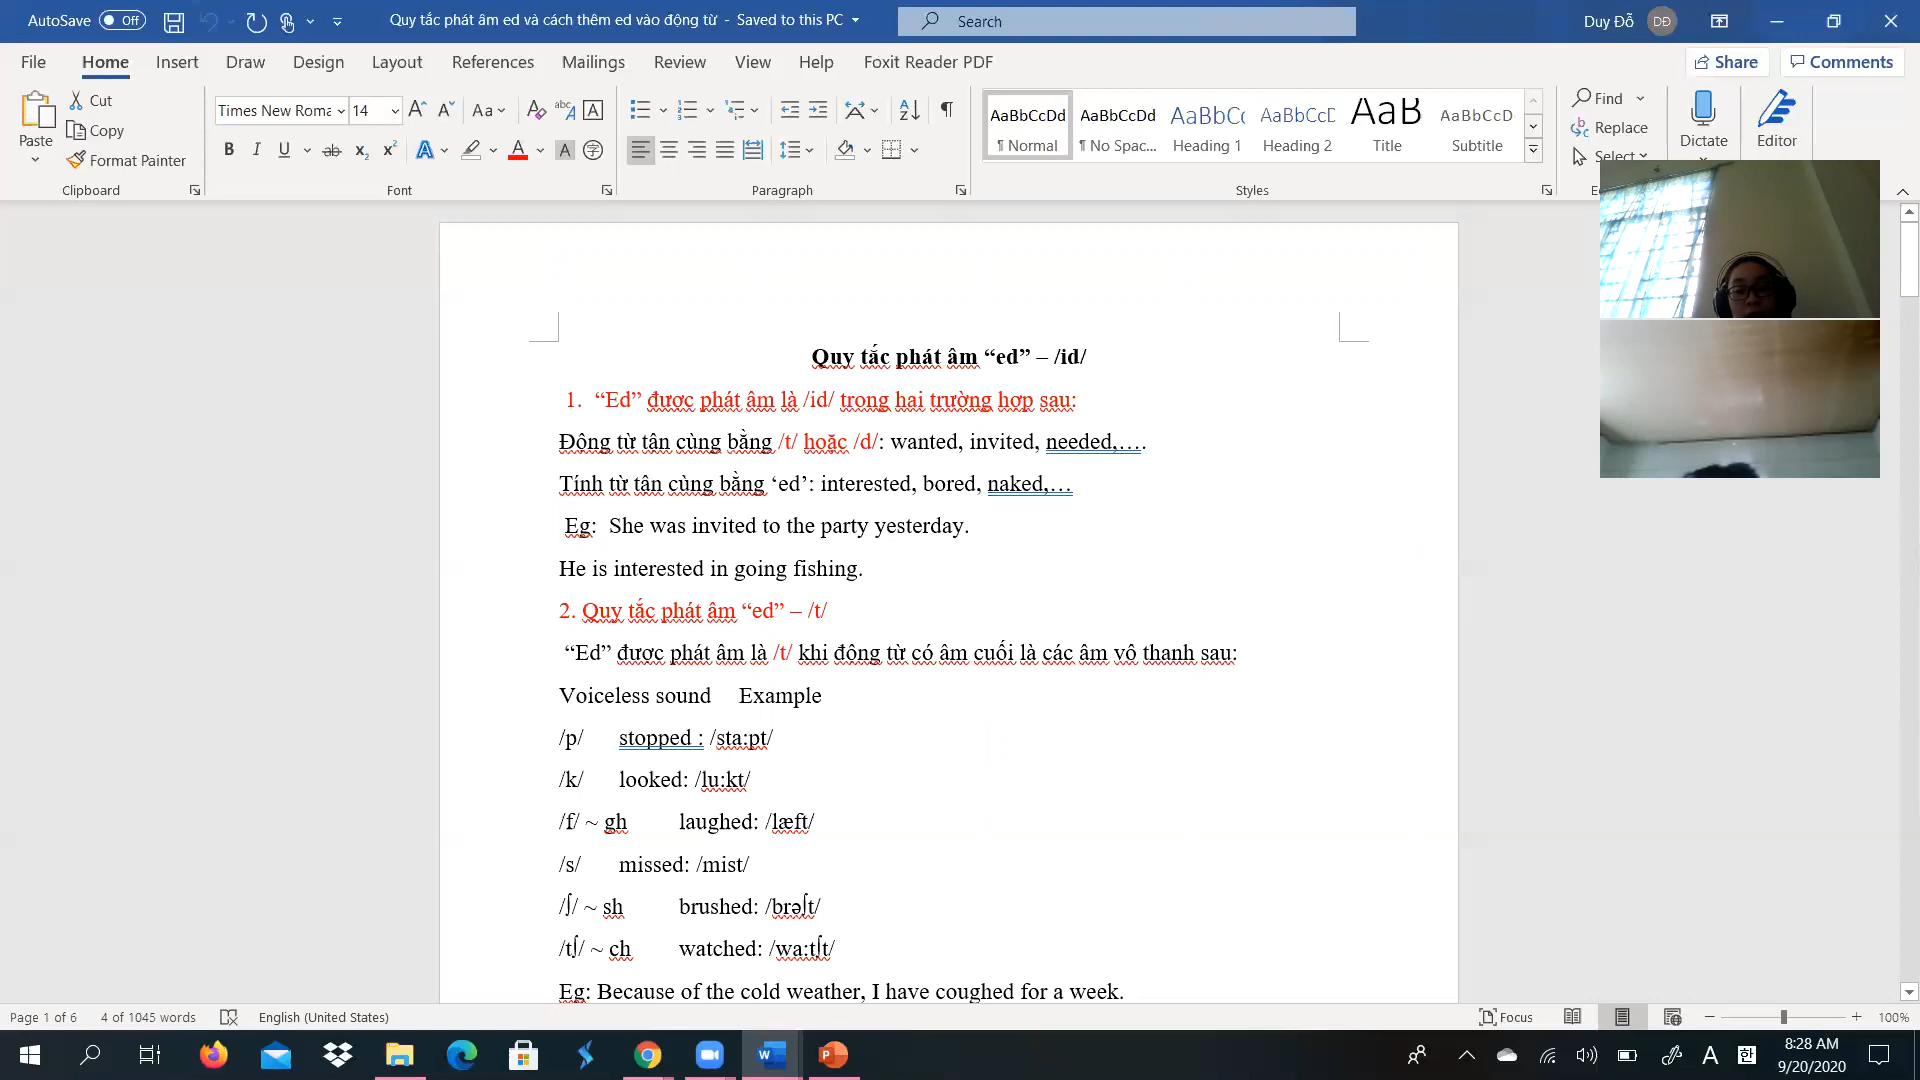 AutoSave Off Quy tắc phát âm ed và cách thêm ed vào động từ - Saved to this PC Search Duy Đỗ DĐ
File Home Insert Draw Design Layout References Mailings Review View Help Foxit Reader PDF Share Comments
Paste Cut Copy Format Painter Clipboard
Times New Roma 14 Aa abc A
B I U ab x₂ x² A A A 字 Font
Paragraph
AaBbCcDd AaBbCcDd AaBbCc AaBbCcD AaB AaBbCcD
¶ Normal ¶ No Spac... Heading 1 Heading 2 Title Subtitle
Styles
Find Replace Select
Dictate Editor
Quy tắc phát âm “ed” – /id/
1. “Ed” được phát âm là /id/ trong hai trường hợp sau:
Động từ tận cùng bằng /t/ hoặc /d/: wanted, invited, needed,….
Tính từ tận cùng bằng ‘ed’: interested, bored, naked,…
Eg: She was invited to the party yesterday.
He is interested in going fishing.
2. Quy tắc phát âm “ed” – /t/
“Ed” được phát âm là /t/ khi động từ có âm cuối là các âm vô thanh sau:
Voiceless sound Example
/p/ stopped : /sta:pt/
/k/ looked: /lu:kt/
/f/ ~ gh laughed: /læft/
/s/ missed: /mist/
/ʃ/ ~ sh brushed: /brəʃt/
/tʃ/ ~ ch watched: /wa:tʃt/
Eg: Because of the cold weather, I have coughed for a week.
Page 1 of 6 4 of 1045 words English (United States) Focus 100%
A 한 8:28 AM
9/20/2020